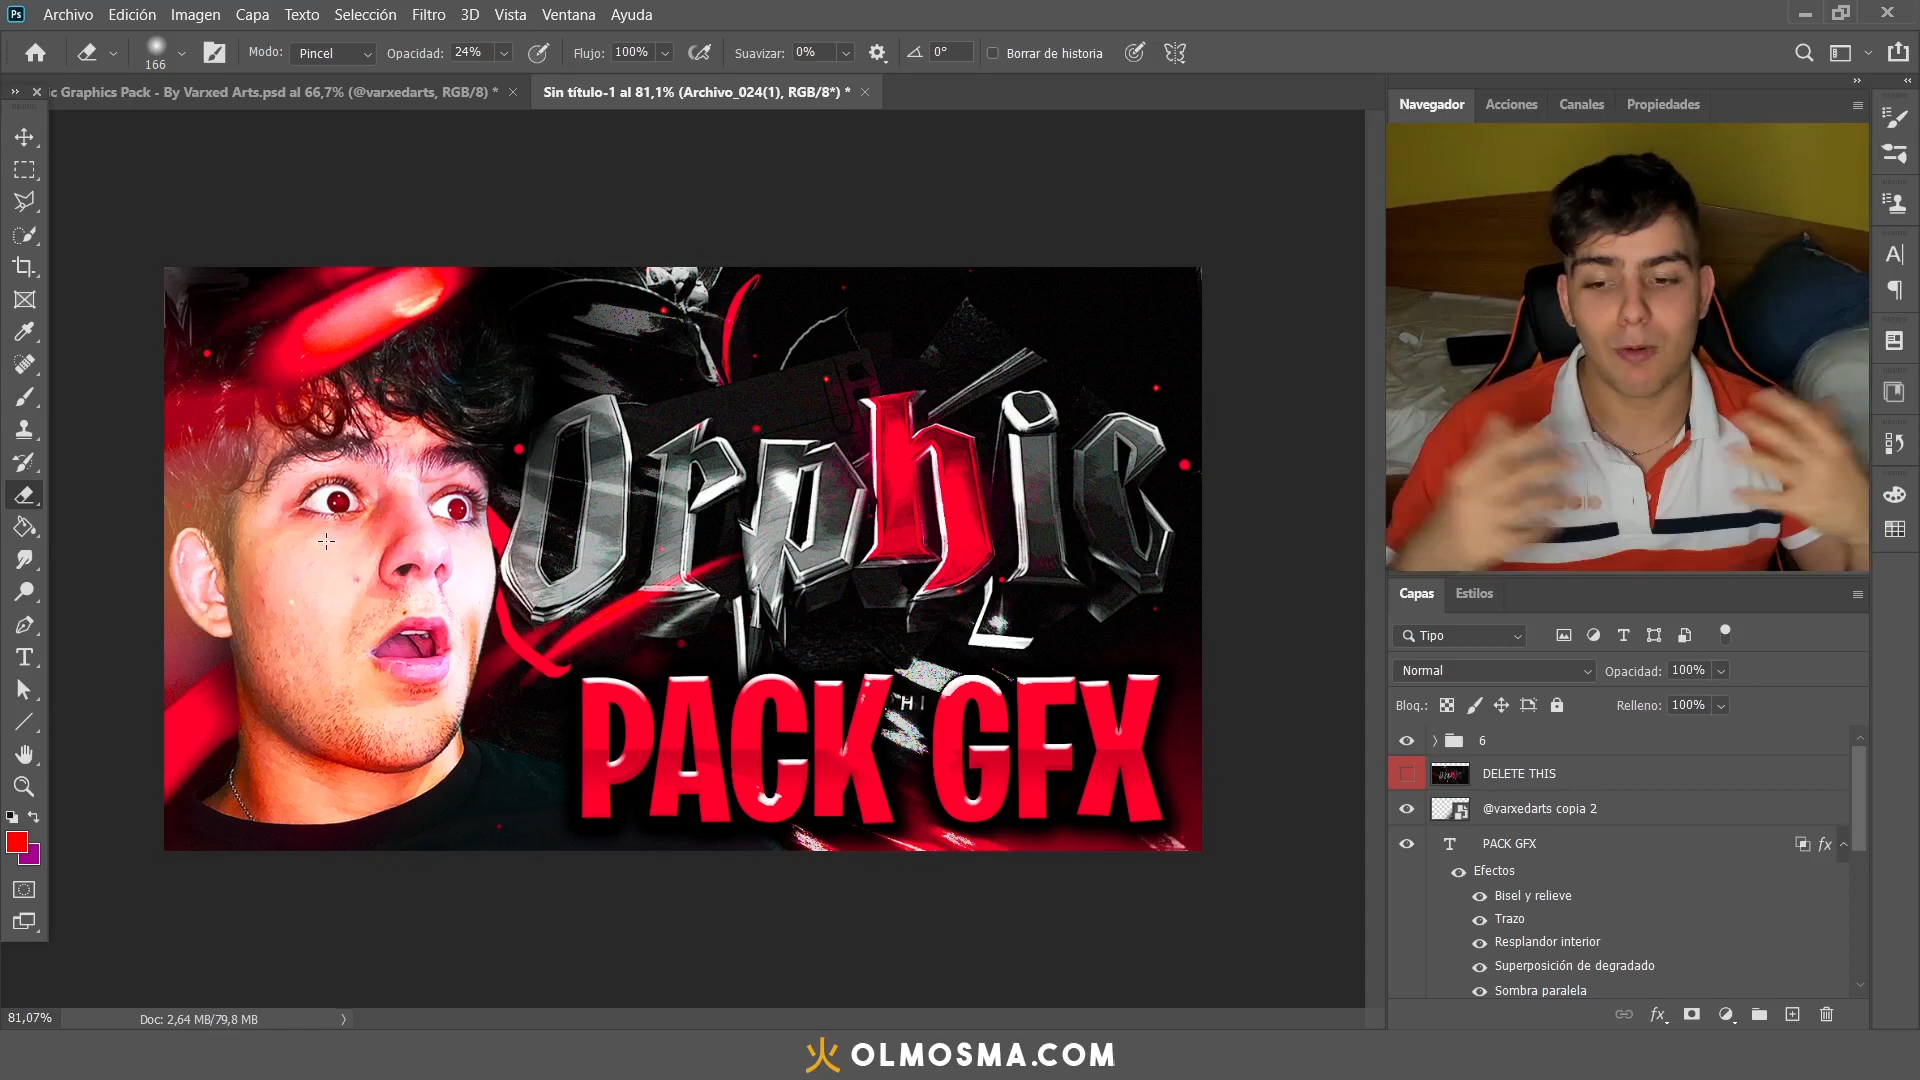 Ps Archivo Edición Imagen Capa Texto Selección Filtro 3D Vista Ventana Ayuda
166 Modo: Pincel Opacidad: 24% Flujo: 100% Suavizar: 0% 0° Borrar de historia
ic Graphics Pack - By Varxed Arts.psd al 66,7% (@varxedarts, RGB/8) * Sin título-1 al 81,1% (Archivo_024(1), RGB/8*) *
Navegador Acciones Canales Propiedades
Orphic
PACK GFX
Capas Estilos
Tipo
Normal Opacidad: 100%
Bloq.: Relleno: 100%
6
DELETE THIS
@varxedarts copia 2
T PACK GFX fx
Efectos
Bisel y relieve
Trazo
Resplandor interior
Superposición de degradado
Sombra paralela
81,07% Doc: 2,64 MB/79,8 MB
火 OLMOSMA.COM